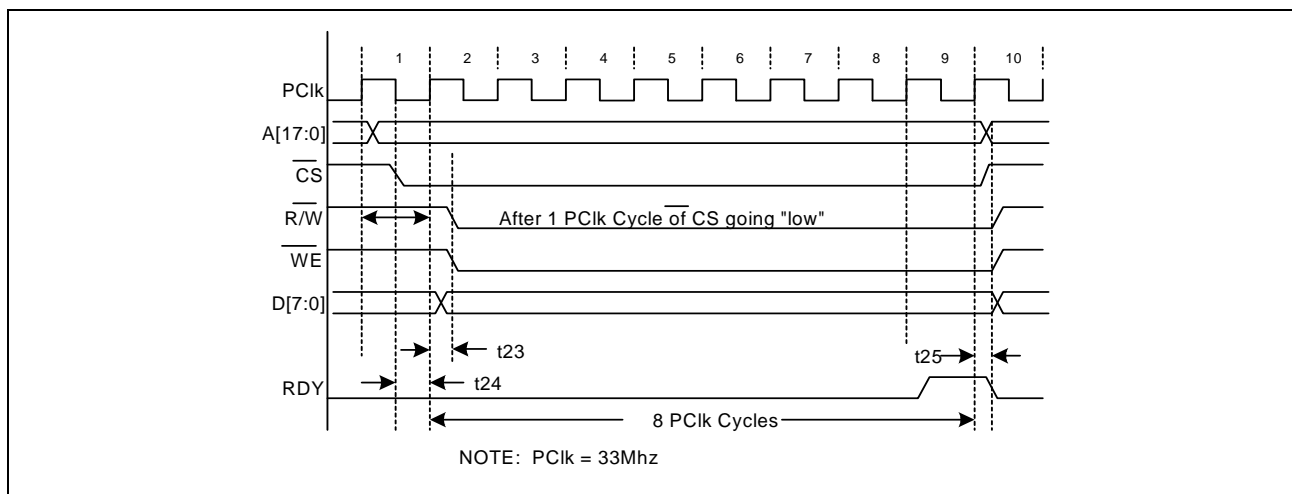 1 2 3 4 5 6 7 8 9 10
PClk
A[17:0]
CS
R/W
After 1 PClk Cycle of CS going "low"
WE
D[7:0]
t23
t25
t24
RDY
8 PClk Cycles
NOTE: PClk = 33Mhz